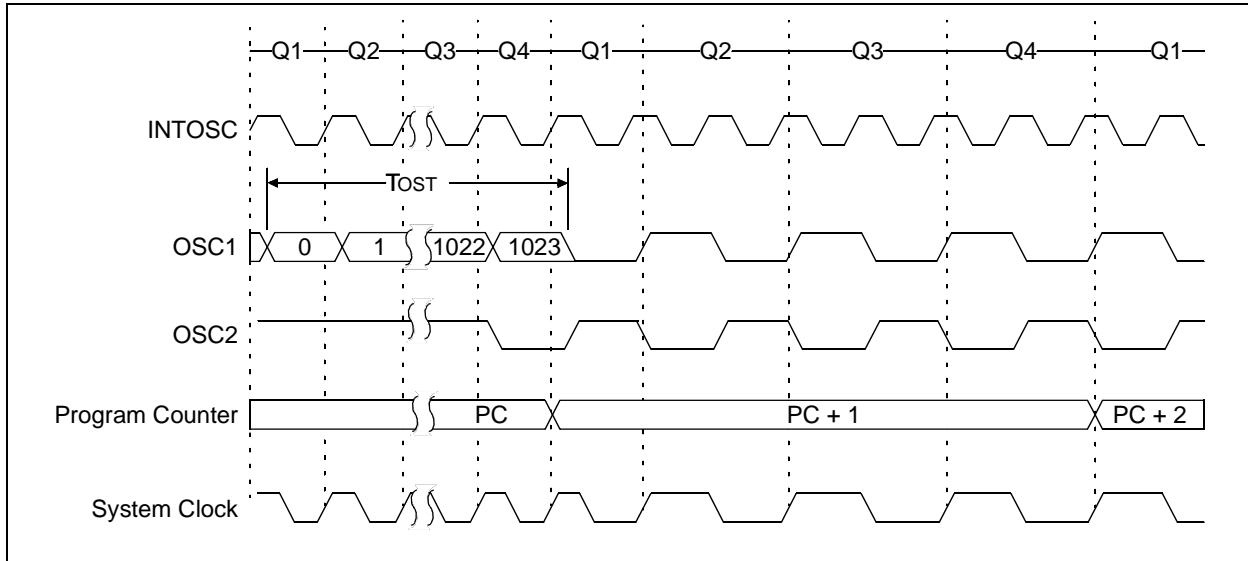 Q1 Q2 Q3 Q4 Q1 Q2 Q3 Q4 Q1
INTOSC
TOST
OSC1 0 1 1022 1023
OSC2
Program Counter PC PC + 1 PC + 2
System Clock